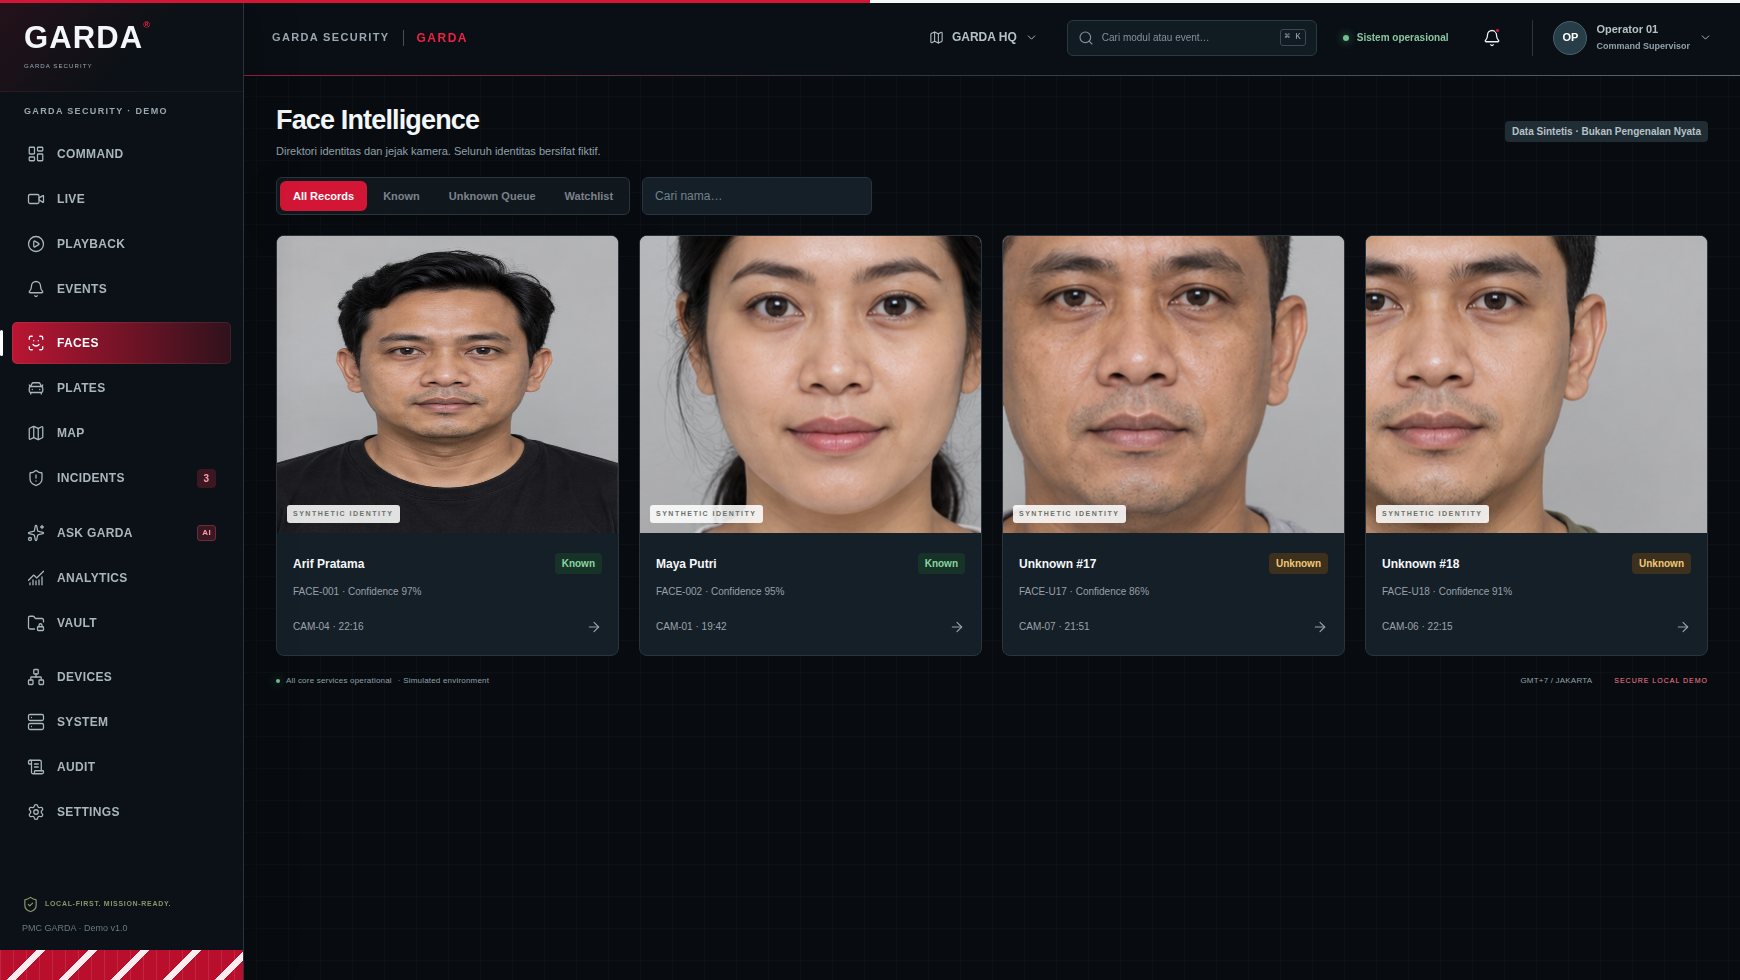 GARDA®
GARDA SECURITY
GARDA SECURITY · DEMO
COMMAND
LIVE
PLAYBACK
EVENTS
FACES
PLATES
MAP
INCIDENTS 3
ASK GARDA AI
ANALYTICS
VAULT
DEVICES
SYSTEM
AUDIT
SETTINGS
LOCAL-FIRST. MISSION-READY.
PMC GARDA · Demo v1.0
GARDA SECURITY GARDA
GARDA HQ
Cari modul atau event… ⌘ K
Sistem operasional
OP
Operator 01
Command Supervisor
Face Intelligence
Direktori identitas dan jejak kamera. Seluruh identitas bersifat fiktif.
Data Sintetis · Bukan Pengenalan Nyata
All Records Known Unknown Queue Watchlist
Cari nama…
SYNTHETIC IDENTITY
Arif Pratama Known
FACE-001 · Confidence 97%
CAM-04 · 22:16
SYNTHETIC IDENTITY
Maya Putri Known
FACE-002 · Confidence 95%
CAM-01 · 19:42
SYNTHETIC IDENTITY
Unknown #17 Unknown
FACE-U17 · Confidence 86%
CAM-07 · 21:51
SYNTHETIC IDENTITY
Unknown #18 Unknown
FACE-U18 · Confidence 91%
CAM-06 · 22:15
All core services operational · Simulated environment
GMT+7 / JAKARTA SECURE LOCAL DEMO